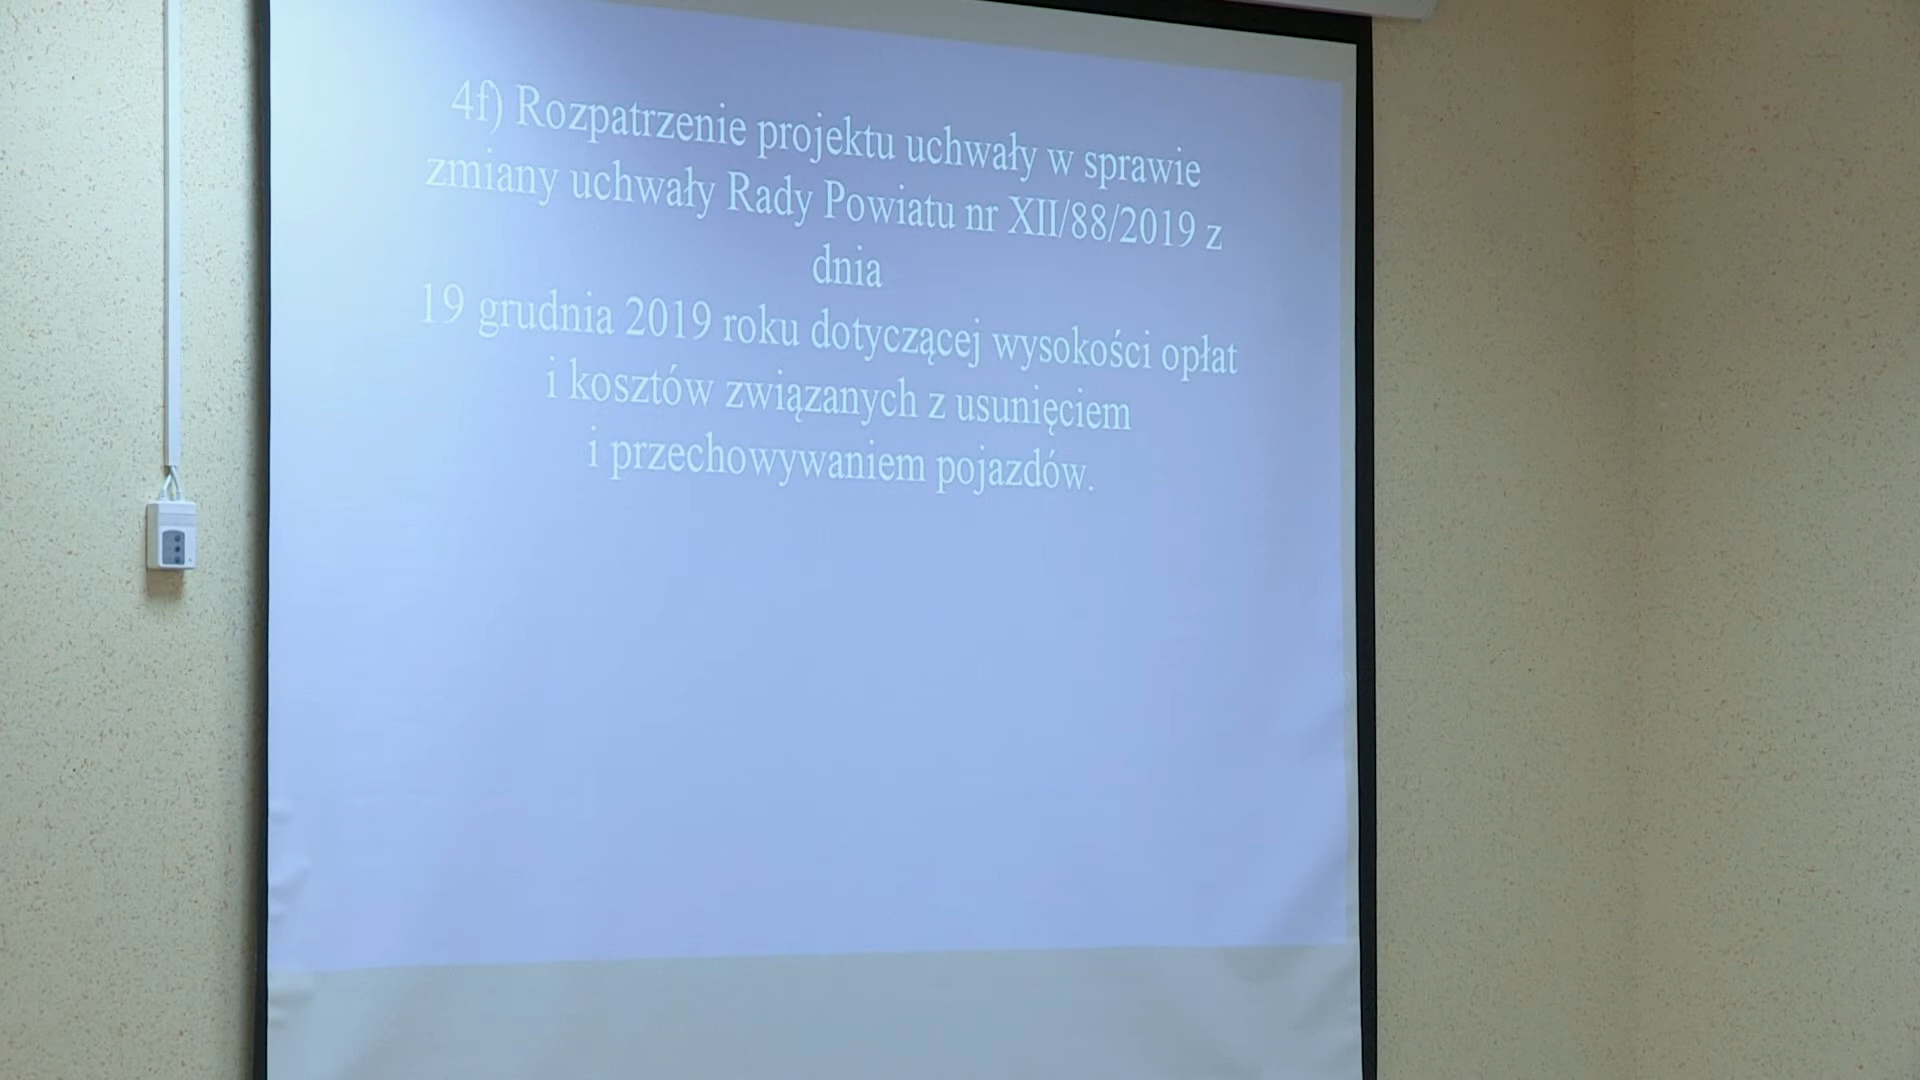 4f) Rozpatrzenie projektu uchwały w sprawie
zmiany uchwały Rady Powiatu nr XII/88/2019 z
dnia
19 grudnia 2019 roku dotyczącej wysokości opłat
i kosztów związanych z usunięciem
i przechowywaniem pojazdów.